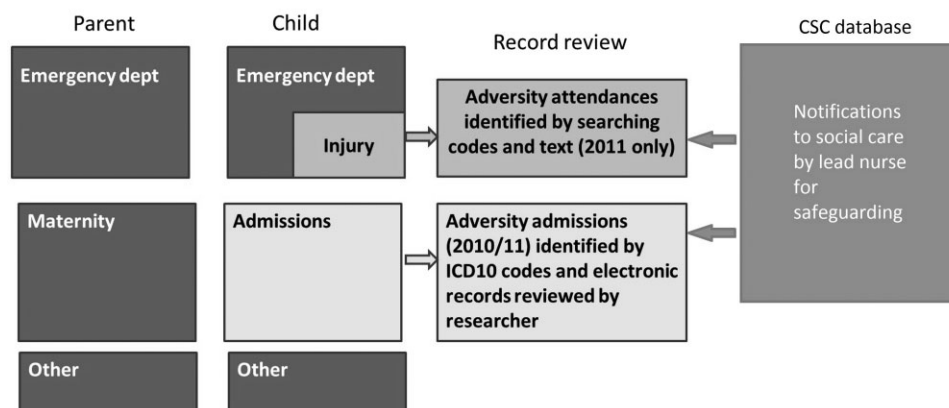 Parent
Child
Record review
CSC database
Emergency dept
Emergency dept
Injury
Adversity attendances
identified by searching
codes and text (2011 only)
Notifications
to social care
by lead nurse
for
safeguarding
Maternity
Admissions
Adversity admissions
(2010/11) identified by
ICD10 codes and electronic
records reviewed by
researcher
Other
Other